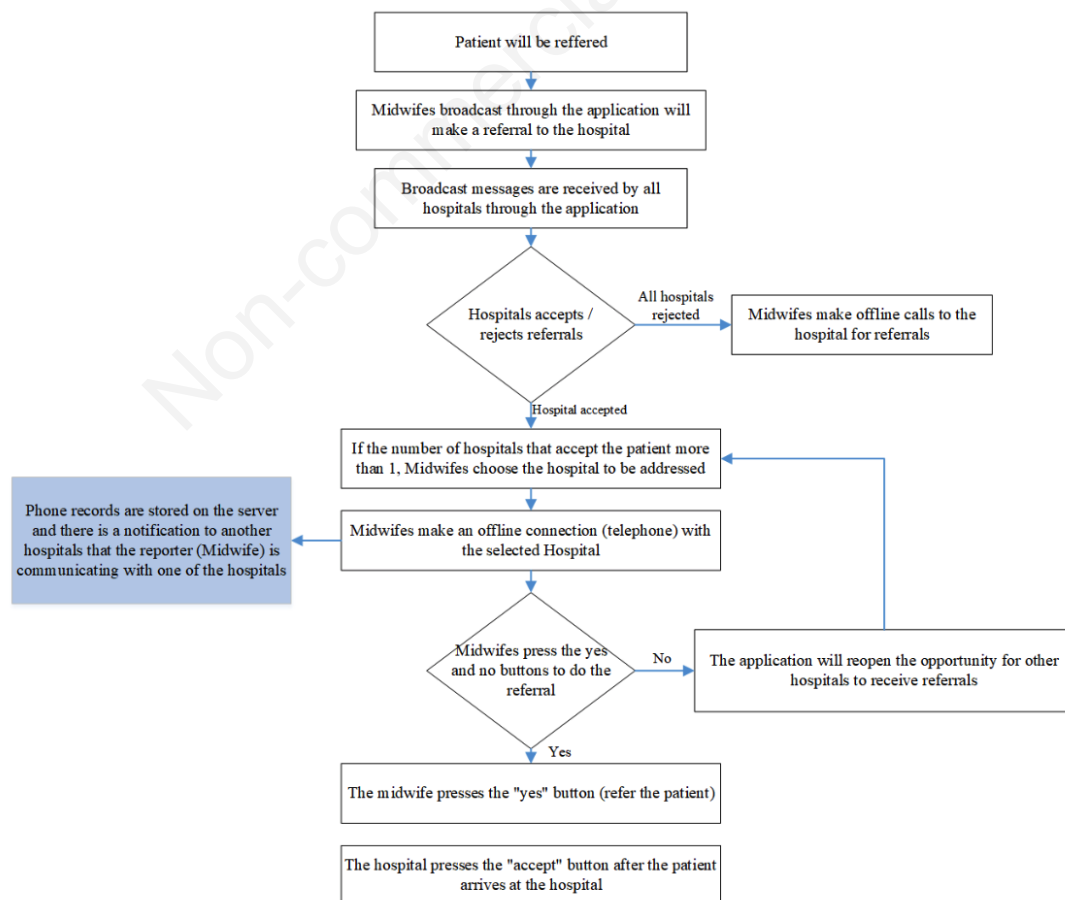 Patient will be reffered
Midwifes broadcast through the application will
make a referral to the hospital
Broadcast messages are received by all
hospitals through the application
Hospitals accepts /
rejects referrals
All hospitals
rejected
Midwifes make offline calls to the
hospital for referrals
Hospital accepted
If the number of hospitals that accept the patient more
than 1, Midwifes choose the hospital to be addressed
Phone records are stored on the server
and there is a notification to another
hospitals that the reporter (Midwife) is
communicating with one of the hospitals
Midwifes make an offline connection (telephone) with
the selected Hospital
Midwifes press the yes
and no buttons to do the
referral
No
The application will reopen the opportunity for other
hospitals to receive referrals
Yes
The midwife presses the "yes" button (refer the patient)
The hospital presses the "accept" button after the patient
arrives at the hospital
Non-commercia